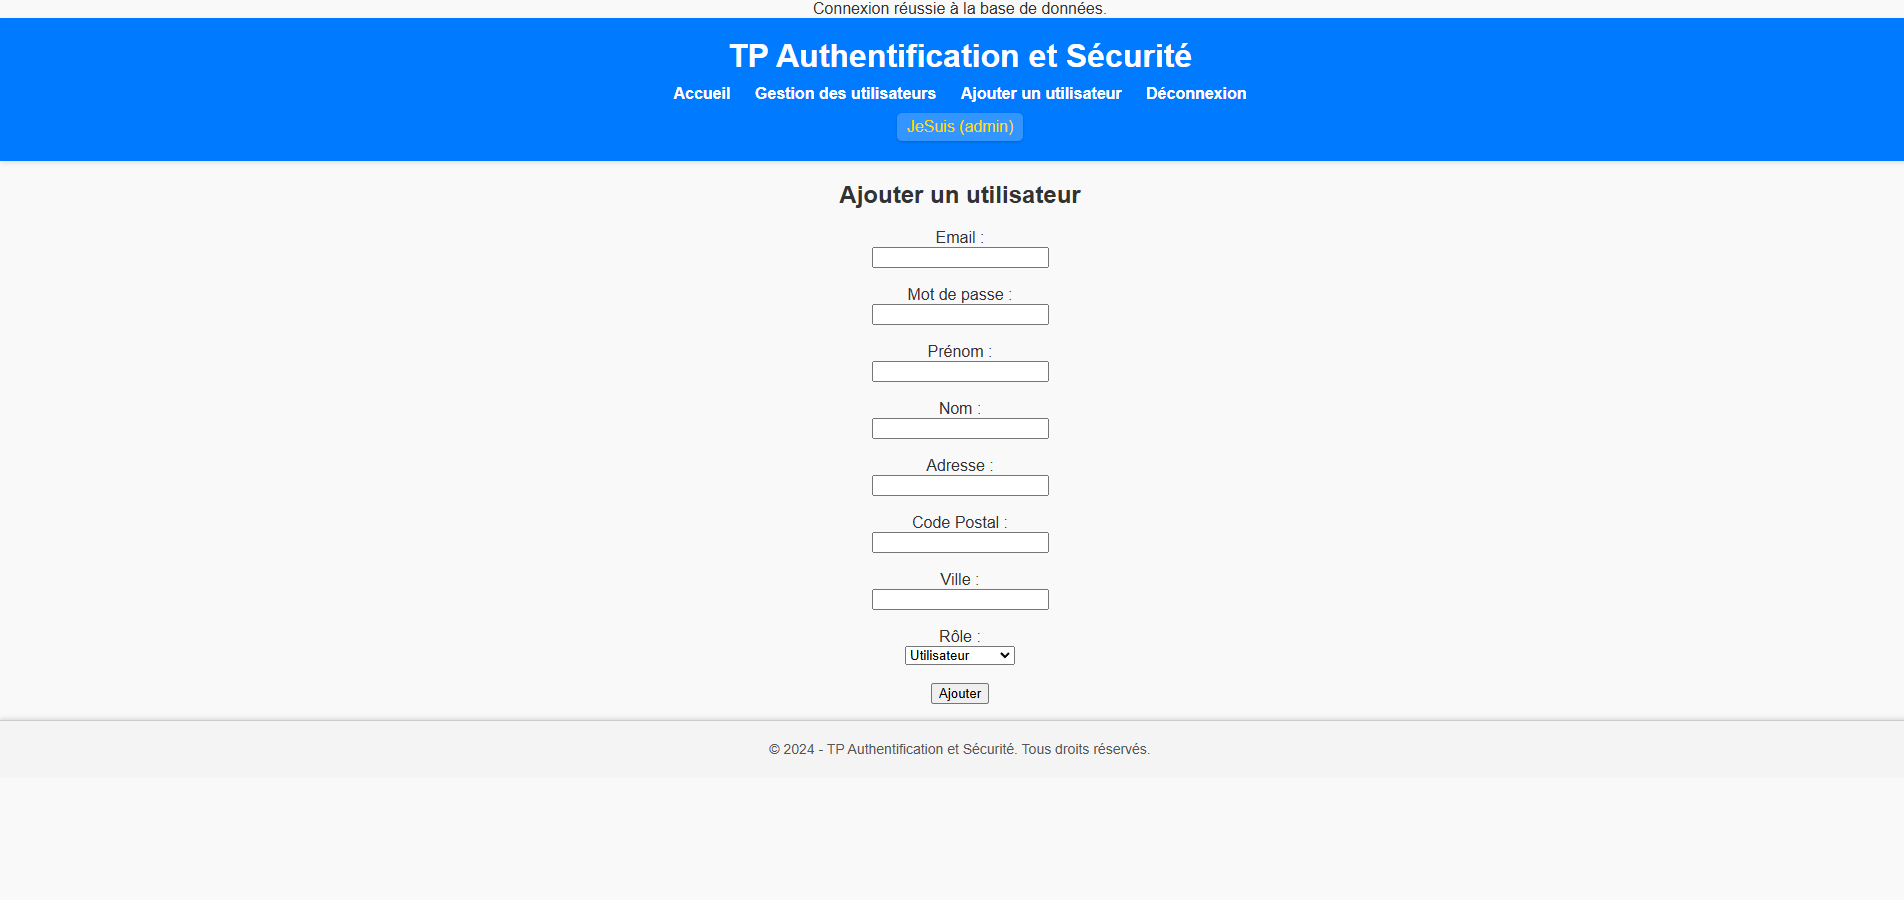 Connexion réussie à la base de données.
TP Authentification et Sécurité
Accueil Gestion des utilisateurs Ajouter un utilisateur Déconnexion
JeSuis (admin)
Ajouter un utilisateur
Email :
Mot de passe :
Prénom :
Nom :
Adresse :
Code Postal :
Ville :
Rôle :
Utilisateur
Ajouter
© 2024 - TP Authentification et Sécurité. Tous droits réservés.